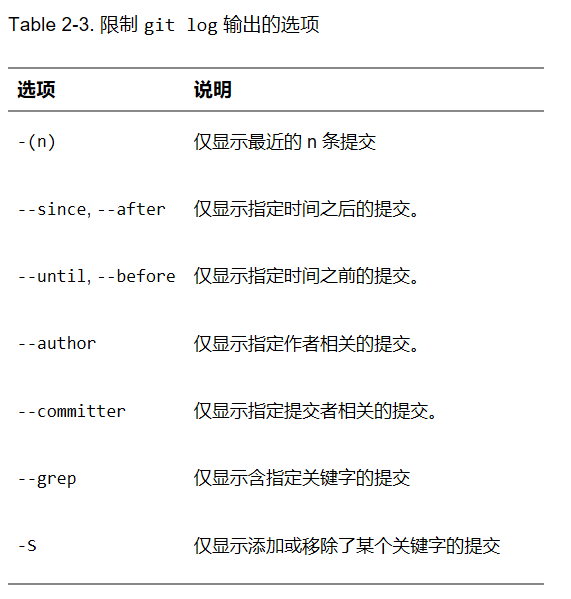 Table 2-3. 限制 git log 输出的选项
选项 说明
-(n) 仅显示最近的 n 条提交
--since, --after 仅显示指定时间之后的提交。
--until, --before 仅显示指定时间之前的提交。
--author 仅显示指定作者相关的提交。
--committer 仅显示指定提交者相关的提交。
--grep 仅显示含指定关键字的提交
-S 仅显示添加或移除了某个关键字的提交